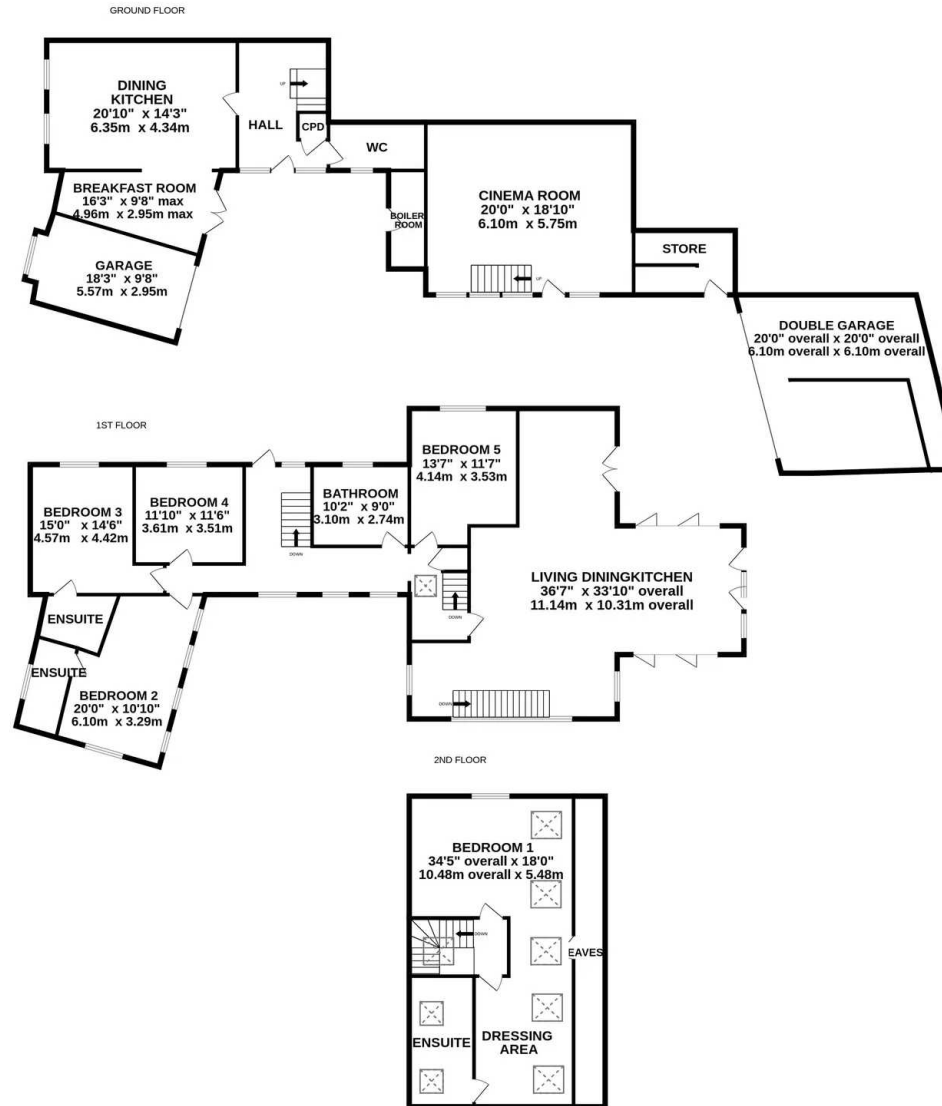 GROUND FLOOR
DINING
KITCHEN
20'10" x 14'3"
6.35m x 4.34m
UP
HALL
CPD
WC
BREAKFAST ROOM
16'3" x 9'8" max
4.96m x 2.95m max
BOILER
ROOM
CINEMA ROOM
20'0" x 18'10"
6.10m x 5.75m
UP
STORE
GARAGE
18'3" x 9'8"
5.57m x 2.95m
DOUBLE GARAGE
20'0" overall x 20'0" overall
6.10m overall x 6.10m overall
1ST FLOOR
BEDROOM 3
15'0" x 14'6"
4.57m x 4.42m
BEDROOM 4
11'10" x 11'6"
3.61m x 3.51m
DOWN
BATHROOM
10'2" x 9'0"
3.10m x 2.74m
BEDROOM 5
13'7" x 11'7"
4.14m x 3.53m
DOWN
LIVING DININGKITCHEN
36'7" x 33'10" overall
11.14m x 10.31m overall
ENSUITE
ENSUITE
BEDROOM 2
20'0" x 10'10"
6.10m x 3.29m
DOWN
2ND FLOOR
BEDROOM 1
34'5" overall x 18'0"
10.48m overall x 5.48m
DOWN
EAVES
ENSUITE
DRESSING
AREA